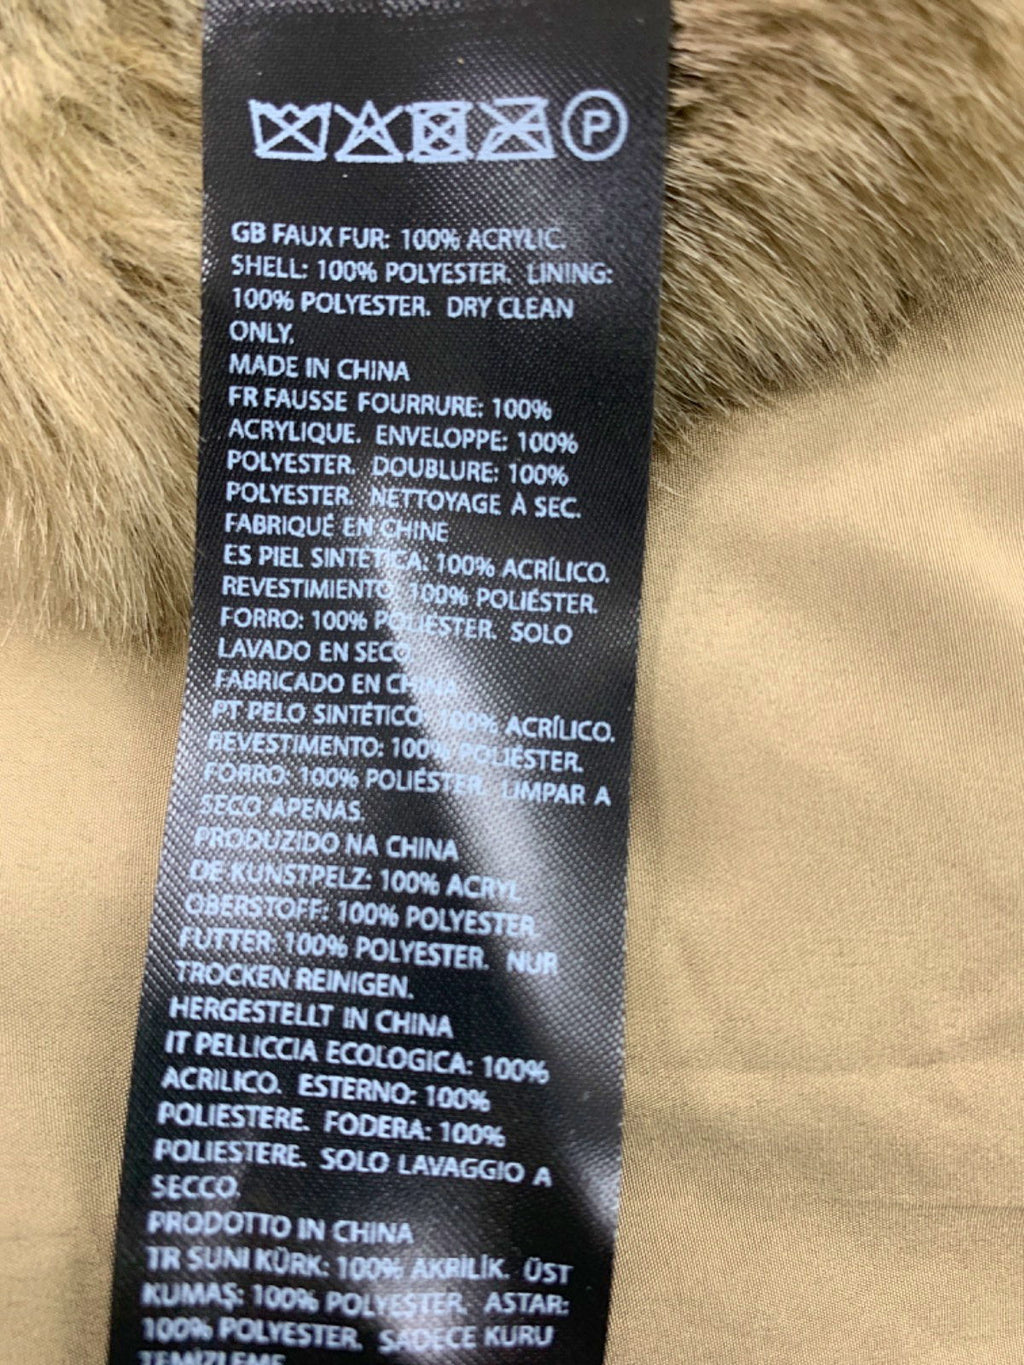 P
GB FAUX FUR: 100% ACRYLIC.
SHELL: 100% POLYESTER. LINING:
100% POLYESTER. DRY CLEAN
ONLY.
MADE IN CHINA
FR FAUSSE FOURRURE: 100%
ACRYLIQUE. ENVELOPPE: 100%
POLYESTER. DOUBLURE: 100%
POLYESTER. NETTOYAGE À SEC.
FABRIQUÉ EN CHINE
ES PIEL SINTÉTICA: 100% ACRÍLICO.
REVESTIMIENTO: 100% POLIÉSTER.
FORRO: 100% POLIÉSTER. SOLO
LAVADO EN SECO.
FABRICADO EN CHINA
PT PELO SINTÉTICO: 100% ACRÍLICO.
REVESTIMENTO: 100% POLIÉSTER.
FORRO: 100% POLIÉSTER. LIMPAR A
SECO APENAS.
PRODUZIDO NA CHINA
DE KUNSTPELZ: 100% ACRYL.
OBERSTOFF: 100% POLYESTER.
FUTTER: 100% POLYESTER. NUR
TROCKEN REINIGEN.
HERGESTELLT IN CHINA
IT PELLICCIA ECOLOGICA: 100%
ACRILICO. ESTERNO: 100%
POLIESTERE. FODERA: 100%
POLIESTERE. SOLO LAVAGGIO A
SECCO.
PRODOTTO IN CHINA
TR SUNI KÜRK: 100% AKRİLİK. ÜST
KUMAŞ: 100% POLYESTER. ASTAR:
100% POLYESTER. SADECE KURU
TEMİZLEME.